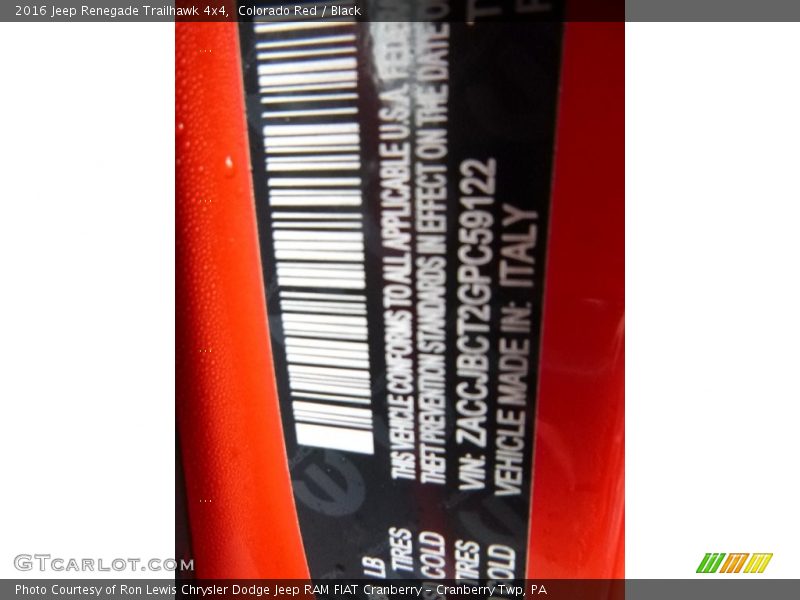 2016 Jeep Renegade Trailhawk 4x4,  Colorado Red / Black
THIS VEHICLE CONFORMS TO ALL APPLICABLE U.S.A.
THEFT PREVENTION STANDARDS IN EFFECT ON THE DATE
VIN: ZACCJBCT2GPC59122
VEHICLE MADE IN: ITALY
LB
TIRES
COLD
TIRES
COLD
GTcarlot.com
Photo Courtesy of Ron Lewis Chrysler Dodge Jeep RAM FIAT Cranberry – Cranberry Twp, PA